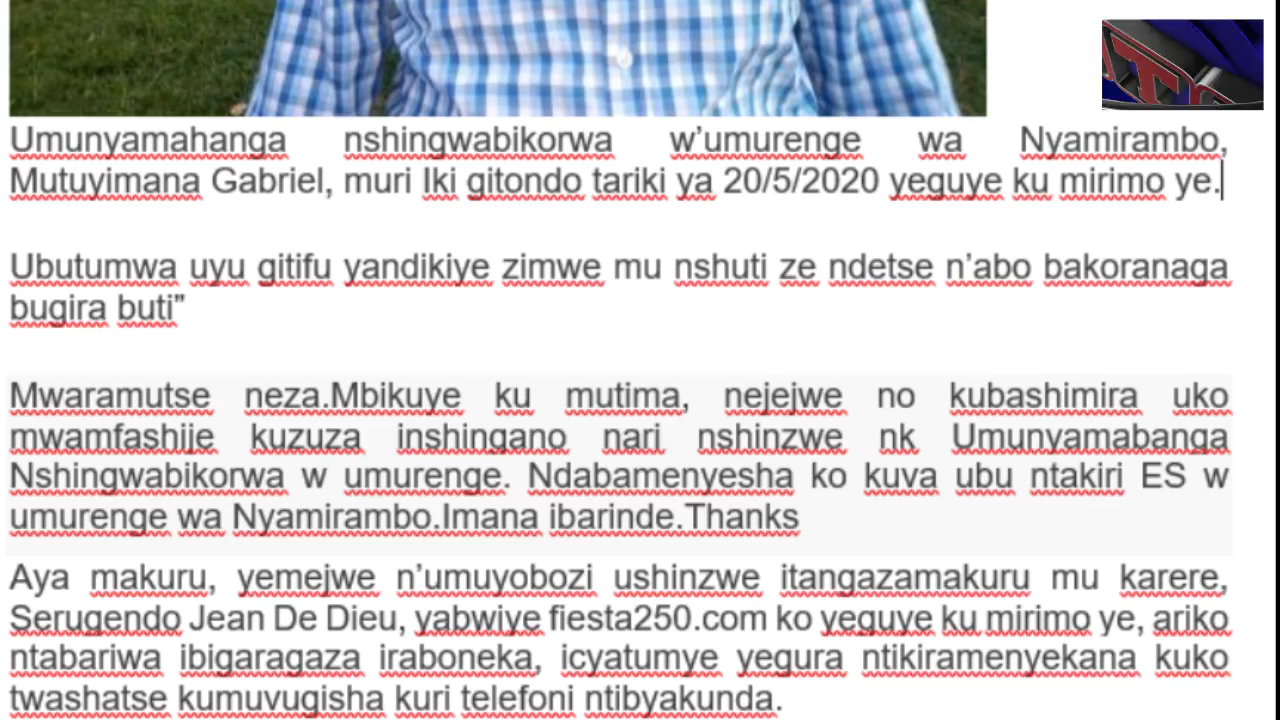 Umunyamahanga nshingwabikorwa w’umurenge wa Nyamirambo,
Mutuyimana Gabriel, muri Iki gitondo tariki ya 20/5/2020 yeguye ku mirimo ye.
Ubutumwa uyu gitifu yandikiye zimwe mu nshuti ze ndetse n’abo bakoranaga
bugira buti”
Mwaramutse neza.Mbikuye ku mutima, nejejwe no kubashimira uko
mwamfashije kuzuza inshingano nari nshinzwe nk Umunyamabanga
Nshingwabikorwa w umurenge. Ndabamenyesha ko kuva ubu ntakiri ES w
umurenge wa Nyamirambo.Imana ibarinde.Thanks
Aya makuru, yemejwe n’umuyobozi ushinzwe itangazamakuru mu karere,
Serugendo Jean De Dieu, yabwiye fiesta250.com ko yeguye ku mirimo ye, ariko
ntabariwa ibigaragaza iraboneka, icyatumye yegura ntikiramenyekana kuko
twashatse kumuvugisha kuri telefoni ntibyakunda.